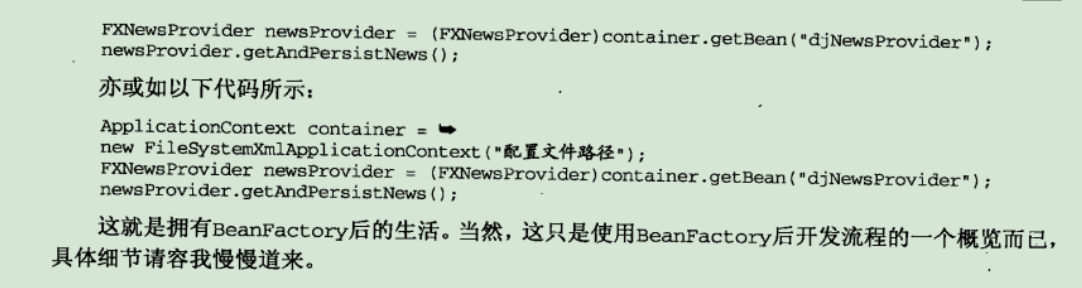 FXNewsProvider newsProvider = (FXNewsProvider)container.getBean("djNewsProvider");
newsProvider.getAndPersistNews();
亦或如以下代码所示：
ApplicationContext container = ➥
new FileSystemXmlApplicationContext("配置文件路径");
FXNewsProvider newsProvider = (FXNewsProvider)container.getBean("djNewsProvider");
newsProvider.getAndPersistNews();
这就是拥有BeanFactory后的生活。当然，这只是使用BeanFactory后开发流程的一个概览而已，
具体细节请容我慢慢道来。